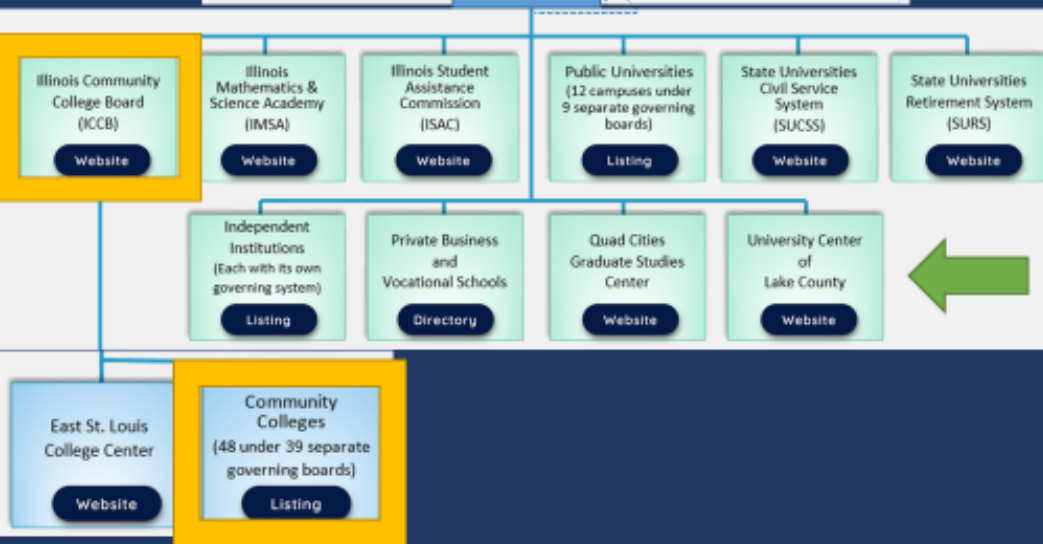 Illinois Community
College Board
(ICCB)
Website
Illinois
Mathematics &
Science Academy
(IMSA)
Website
Illinois Student
Assistance
Commission
(ISAC)
Website
Public Universities
(12 campuses under
9 separate governing
boards)
Listing
State Universities
Civil Service
System
(SUCSS)
Website
State Universities
Retirement System
(SURS)
Website
Independent
Institutions
(Each with its own
governing system)
Listing
Private Business
and
Vocational Schools
Directory
Quad Cities
Graduate Studies
Center
Website
University Center
of
Lake County
Website
East St. Louis
College Center
Website
Community
Colleges
(48 under 39 separate
governing boards)
Listing